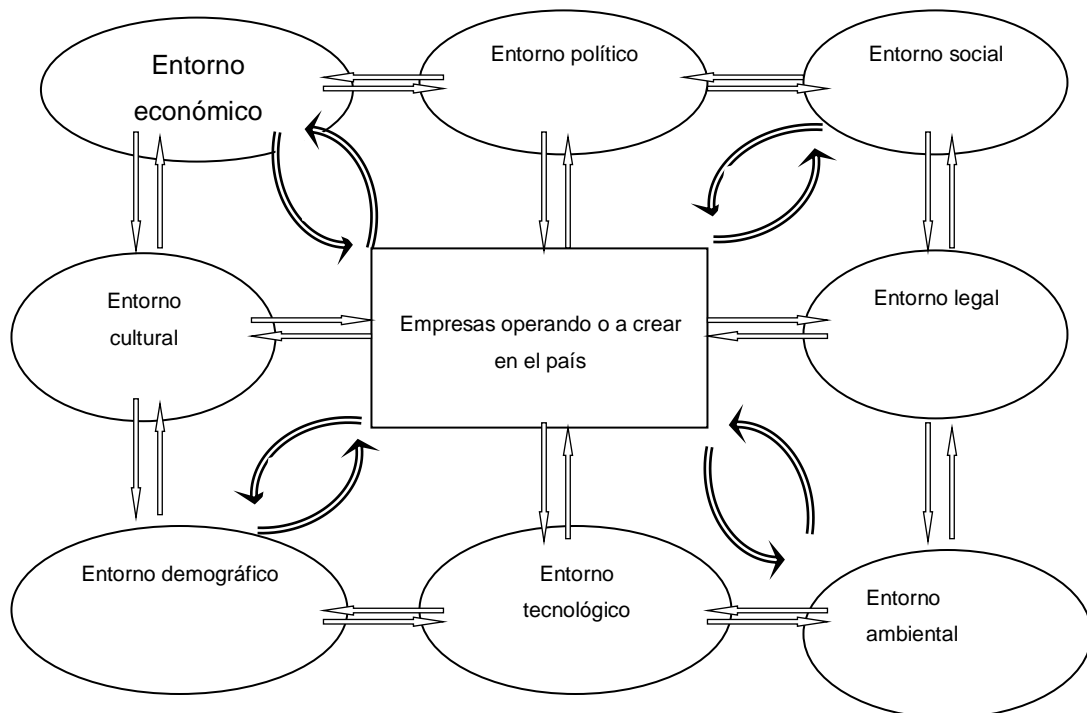 Entorno
económico
Entorno político
Entorno social
Entorno
cultural
Empresas operando o a crear
en el país
Entorno legal
Entorno demográfico
Entorno
tecnológico
Entorno
ambiental